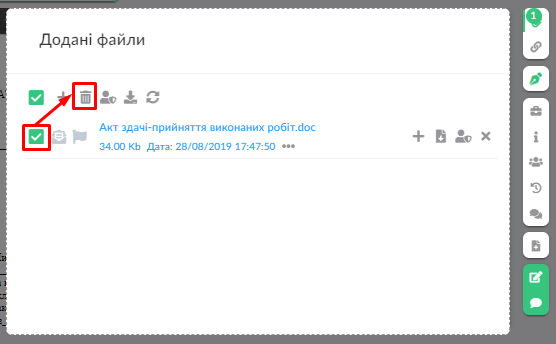 1
Додані файли
Акт здачі-прийняття виконаних робіт.doc
34.00 Kb Дата: 28/08/2019 17:47:50 •••